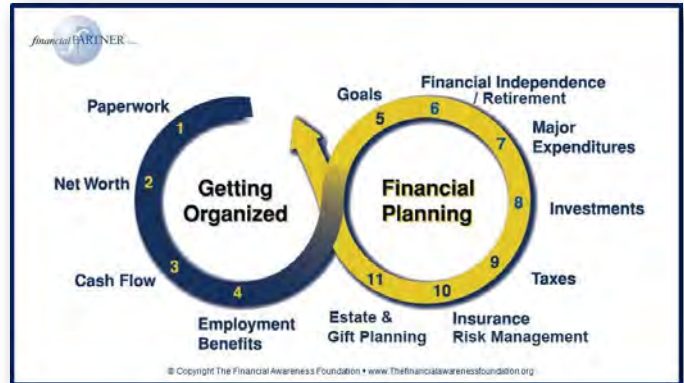 financial PARTNER
Paperwork
1
Net Worth
2
Cash Flow
3
4
Employment
Benefits
Getting
Organized
Goals
5
Financial Independence
/ Retirement
6
7
Major
Expenditures
8
Investments
9
Taxes
10
Insurance
Risk Management
11
Estate &
Gift Planning
Financial
Planning
© Copyright The Financial Awareness Foundation • www.Thefinancialawarenessfoundation.org